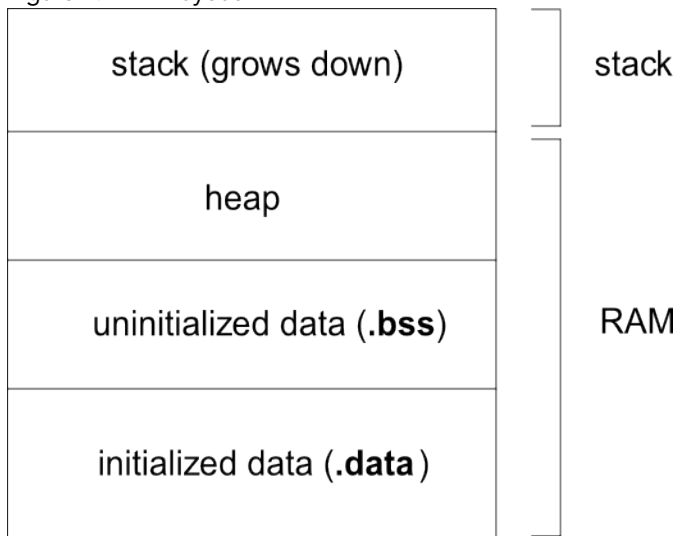 stack (grows down)
stack
heap
uninitialized data (.bss)
RAM
initialized data (.data)